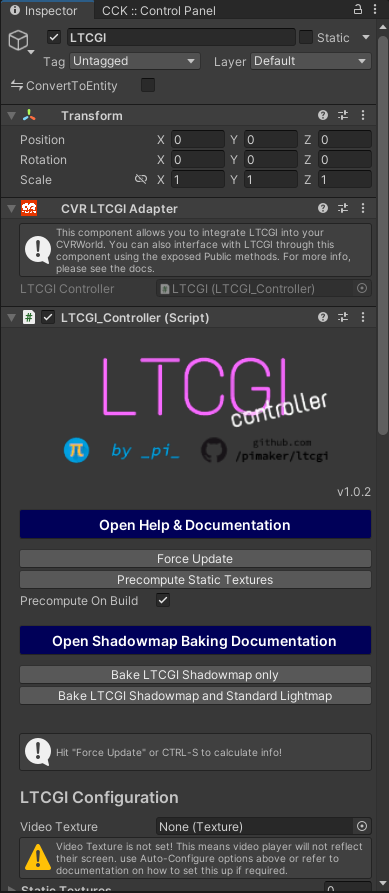 Inspector
CCK :: Control Panel
LTCGI
Static
Tag Untagged Layer Default
ConvertToEntity
Transform
Position X 0 Y 0 Z 0
Rotation X 0 Y 0 Z 0
Scale X 1 Y 1 Z 1
CVR LTCGI Adapter
This component allows you to integrate LTCGI into your
CVRWorld. You can also interface with LTCGI through this
component using the exposed Public methods. For more info,
please see the docs.
LTCGI Controller LTCGI (LTCGI_Controller)
LTCGI_Controller (Script)
LTCGI
controller
π by _pi_
github.com
/pimaker/ltcgi
v1.0.2
Open Help & Documentation
Force Update
Precompute Static Textures
Precompute On Build
Open Shadowmap Baking Documentation
Bake LTCGI Shadowmap only
Bake LTCGI Shadowmap and Standard Lightmap
Hit "Force Update" or CTRL-S to calculate info!
LTCGI Configuration
Video Texture None (Texture)
Video Texture is not set! This means video player will not reflect
their screen. use Auto-Configure options above or refer to
documentation on how to set this up if required.
Static Textures 0